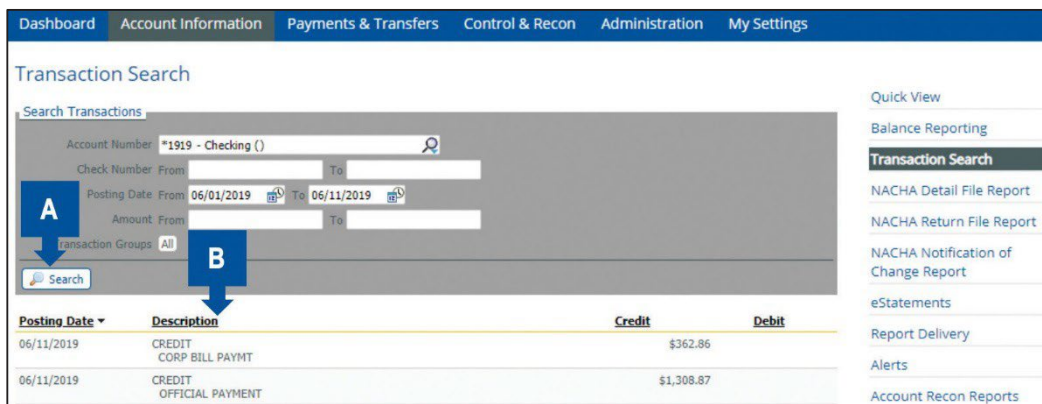 Dashboard Account Information Payments & Transfers Control & Recon Administration My Settings
Transaction Search
Search Transactions
Account Number *1919 - Checking ()
Check Number From To
Posting Date From 06/01/2019 To 06/11/2019
Amount From To
ransaction Groups All
A
B
Search
Posting Date Description Credit Debit
06/11/2019 CREDIT $362.86
CORP BILL PAYMT
06/11/2019 CREDIT $1,308.87
OFFICIAL PAYMENT
Quick View
Balance Reporting
Transaction Search
NACHA Detail File Report
NACHA Return File Report
NACHA Notification of
Change Report
eStatements
Report Delivery
Alerts
Account Recon Reports